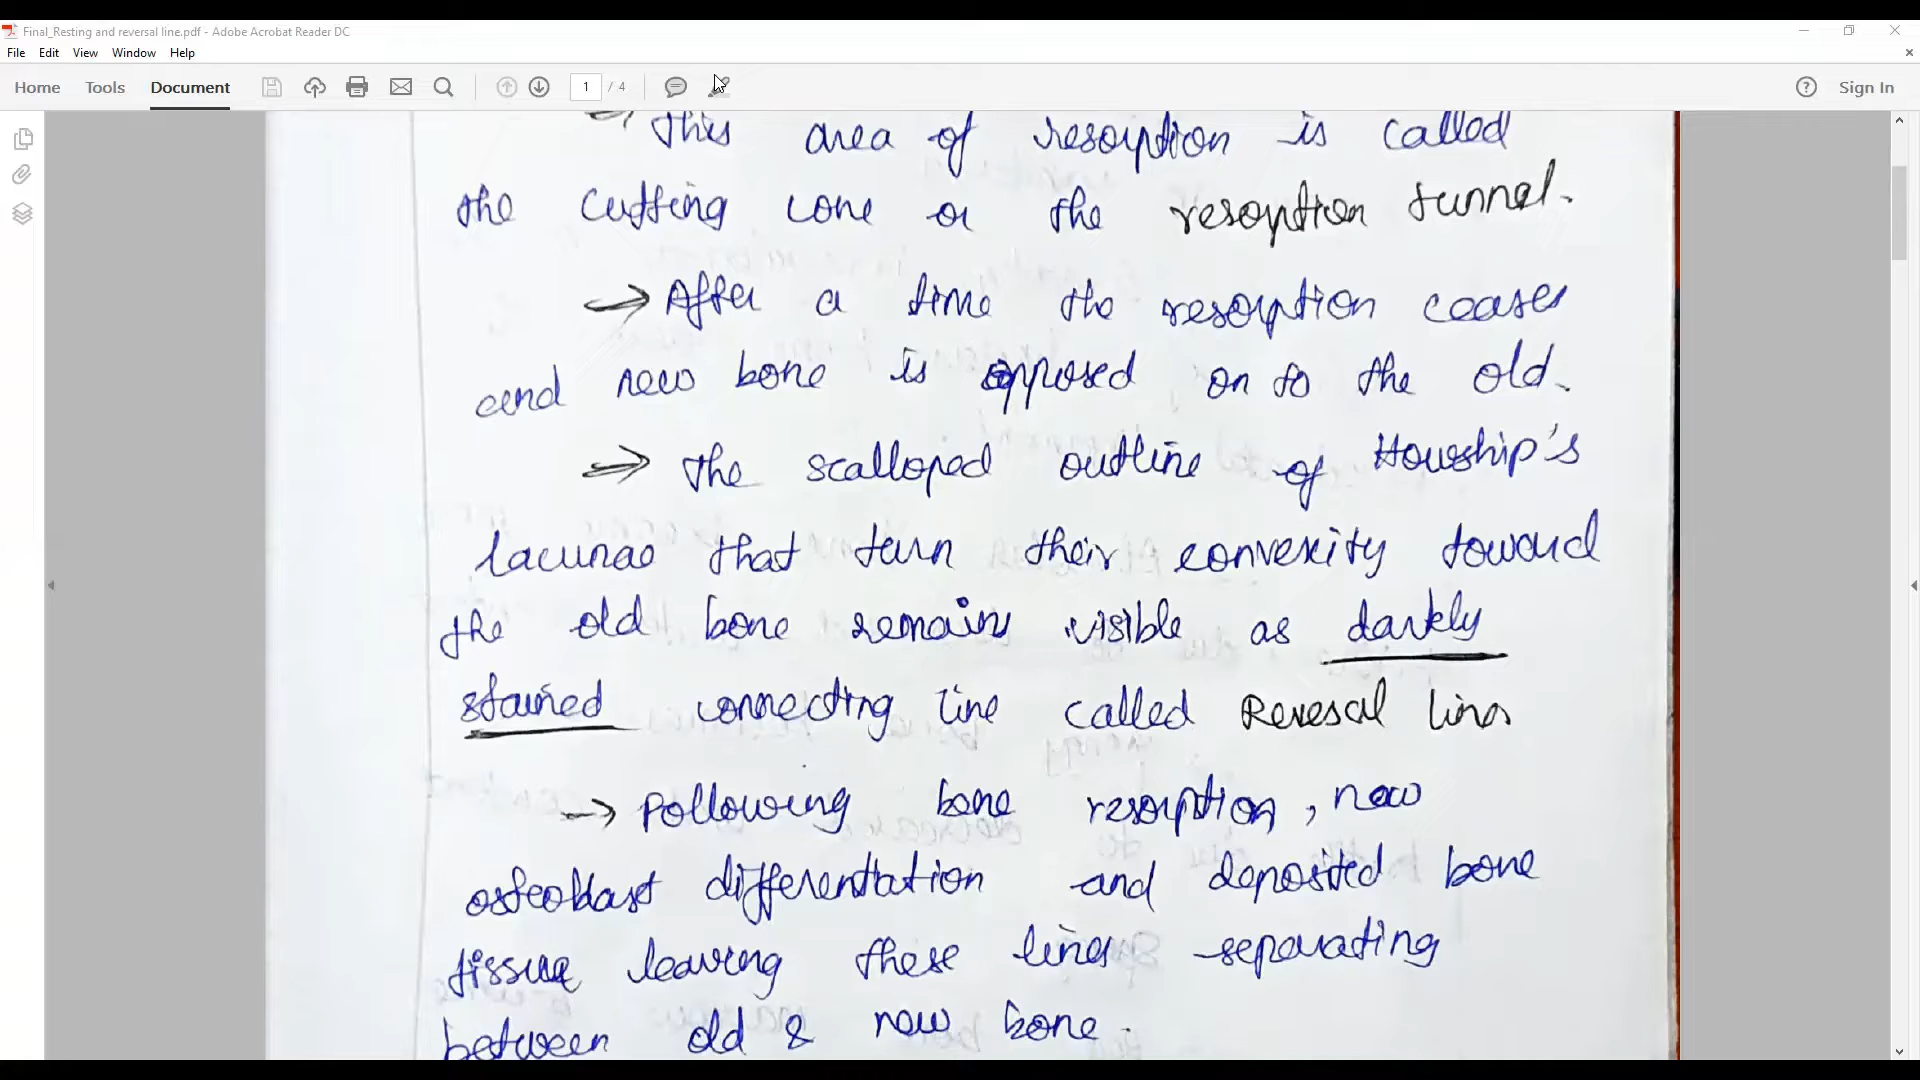 Final_Resting and reversal line.pdf - Adobe Acrobat Reader DC
File Edit View Window Help
Home Tools Document 1 / 4 Sign In
→ This area of resorption is called
the cutting cone or the resorption tunnel.
→ After a time the resorption ceases
and new bone is apposed on to the old.
→ The scalloped outline of Howship's
lacunae that turn their convexity toward
the old bone remains visible as darkly
stained connecting line called Revesal line
→ Following bone resorption, new
osteoblast differentation and deposited bone
tissue leaving these lines separating
between old & new bone.